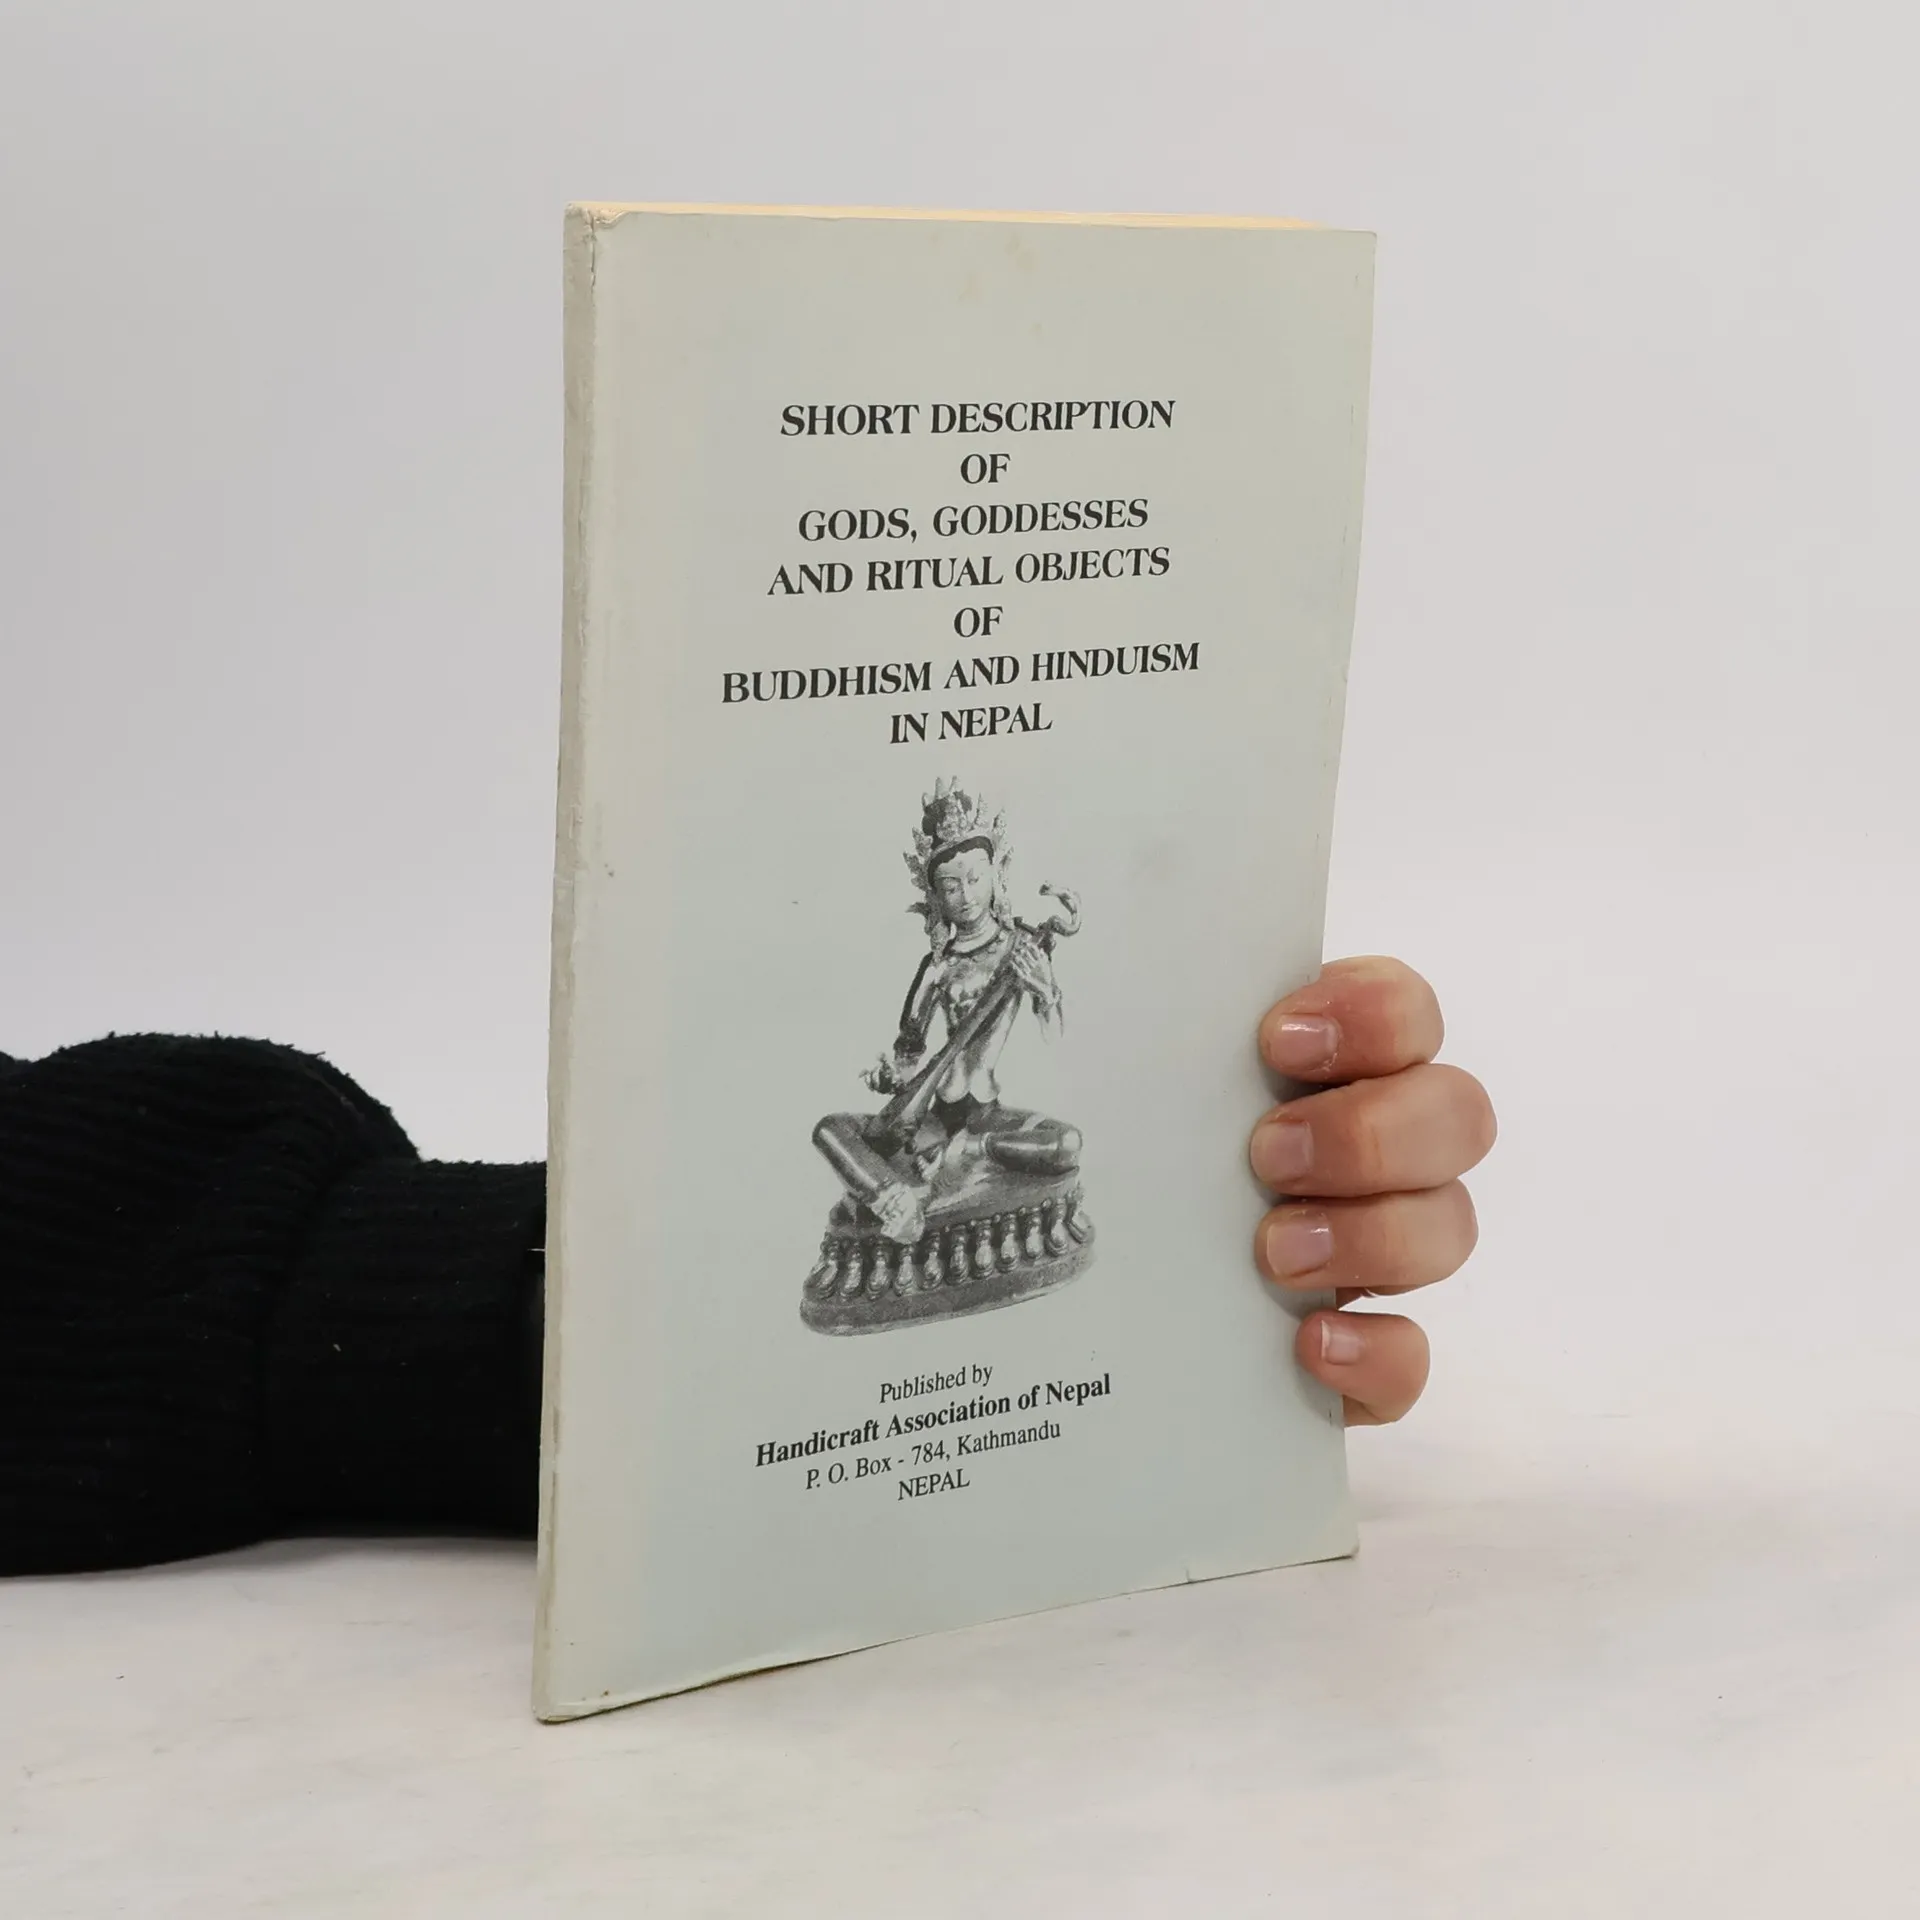 SHORT DESCRIPTION
OF
GODS, GODDESSES
AND RITUAL OBJECTS
OF
BUDDHISM AND HINDUISM
IN NEPAL
Published by
Handicraft Association of Nepal
P. O. Box - 784, Kathmandu
NEPAL